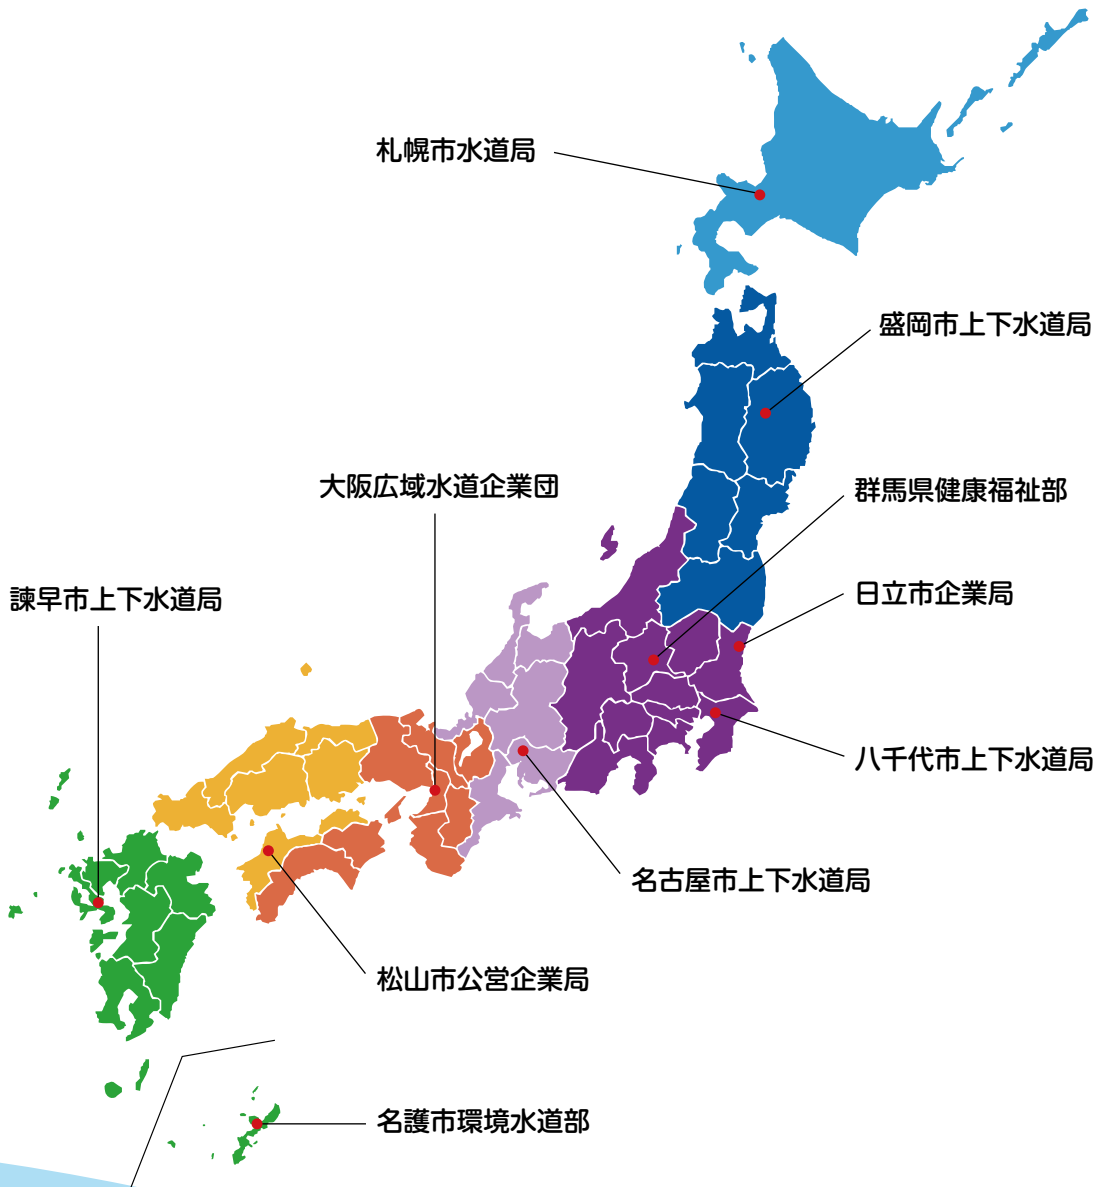 札幌市水道局
盛岡市上下水道局
大阪広域水道企業団
群馬県健康福祉部
日立市企業局
諫早市上下水道局
八千代市上下水道局
名古屋市上下水道局
松山市公営企業局
名護市環境水道部